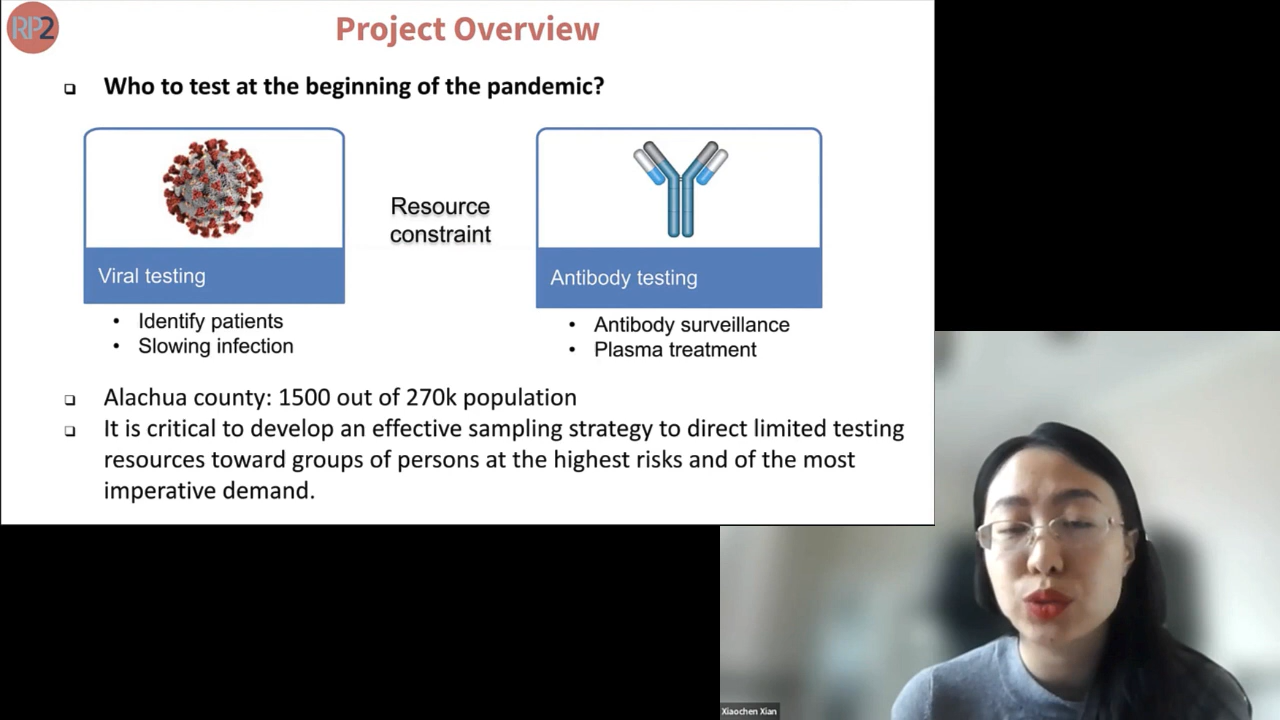 RP2
Project Overview
Who to test at the beginning of the pandemic?
Viral testing
Identify patients
Slowing infection
Resource
constraint
Antibody testing
Antibody surveillance
Plasma treatment
Alachua county: 1500 out of 270k population
It is critical to develop an effective sampling strategy to direct limited testing
resources toward groups of persons at the highest risks and of the most
imperative demand.
Xiaochen Xian